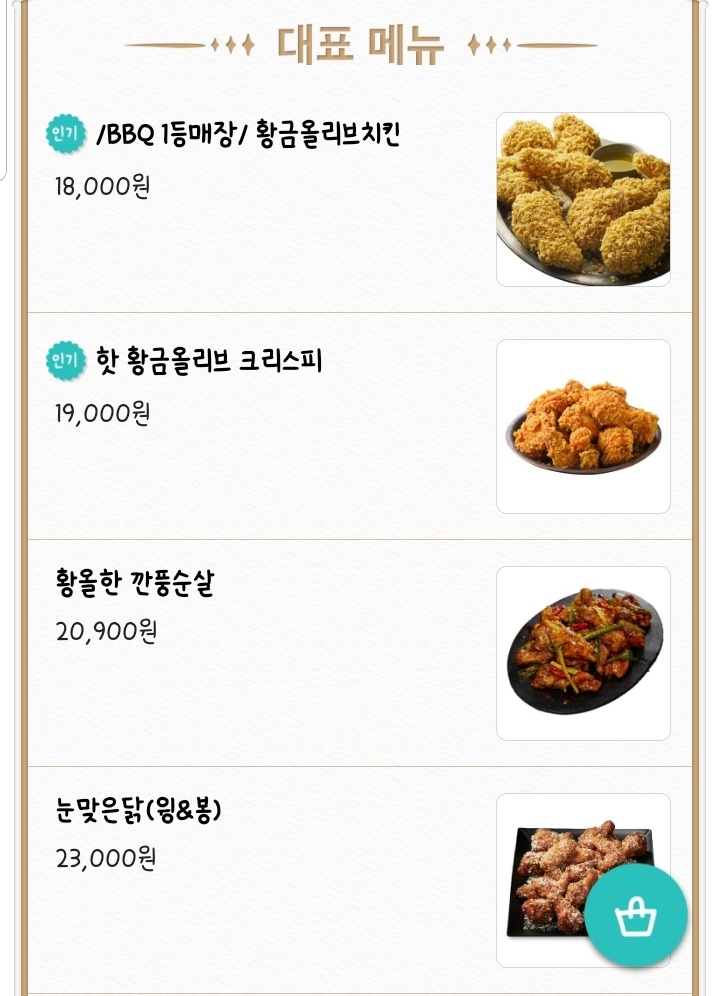 대표 메뉴
인기 /BBQ 1등매장/ 황금올리브치킨
18,000원
인기 핫 황금올리브 크리스피
19,000원
황올한 깐풍순살
20,900원
눈맞은닭(윙&봉)
23,000원